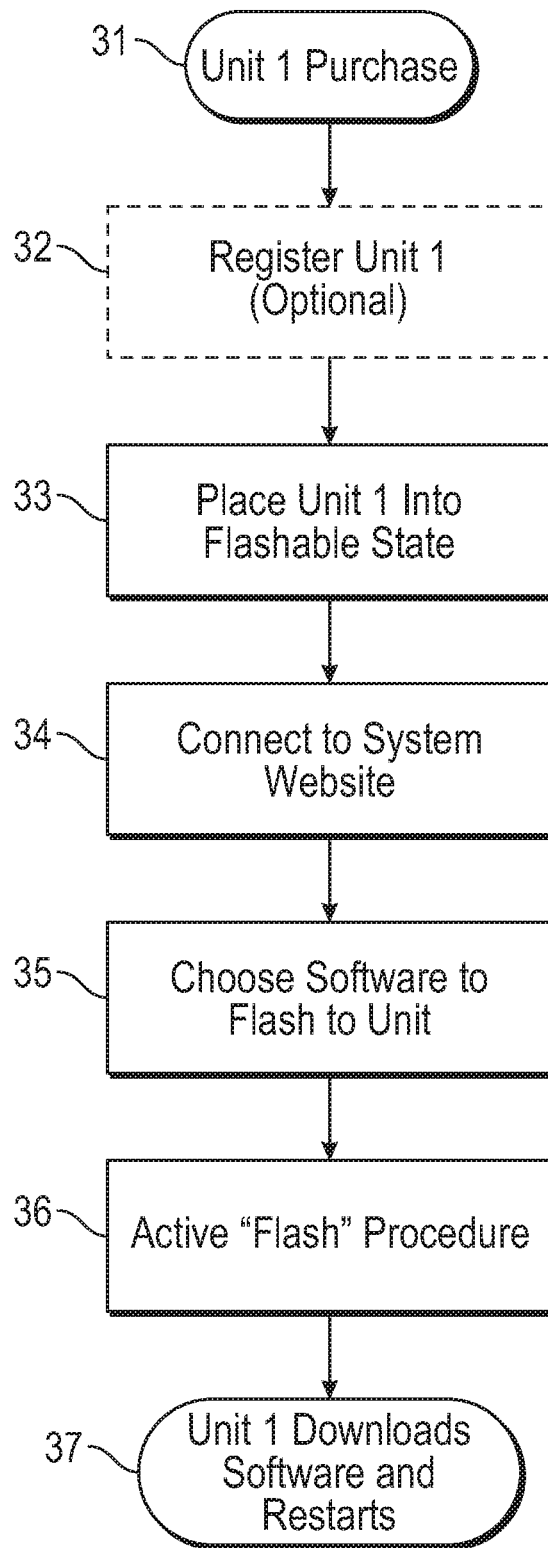 31
Unit 1 Purchase
32
Register Unit 1
(Optional)
33
Place Unit 1 Into
Flashable State
34
Connect to System
Website
35
Choose Software to
Flash to Unit
36
Active “Flash” Procedure
37
Unit 1 Downloads
Software and
Restarts